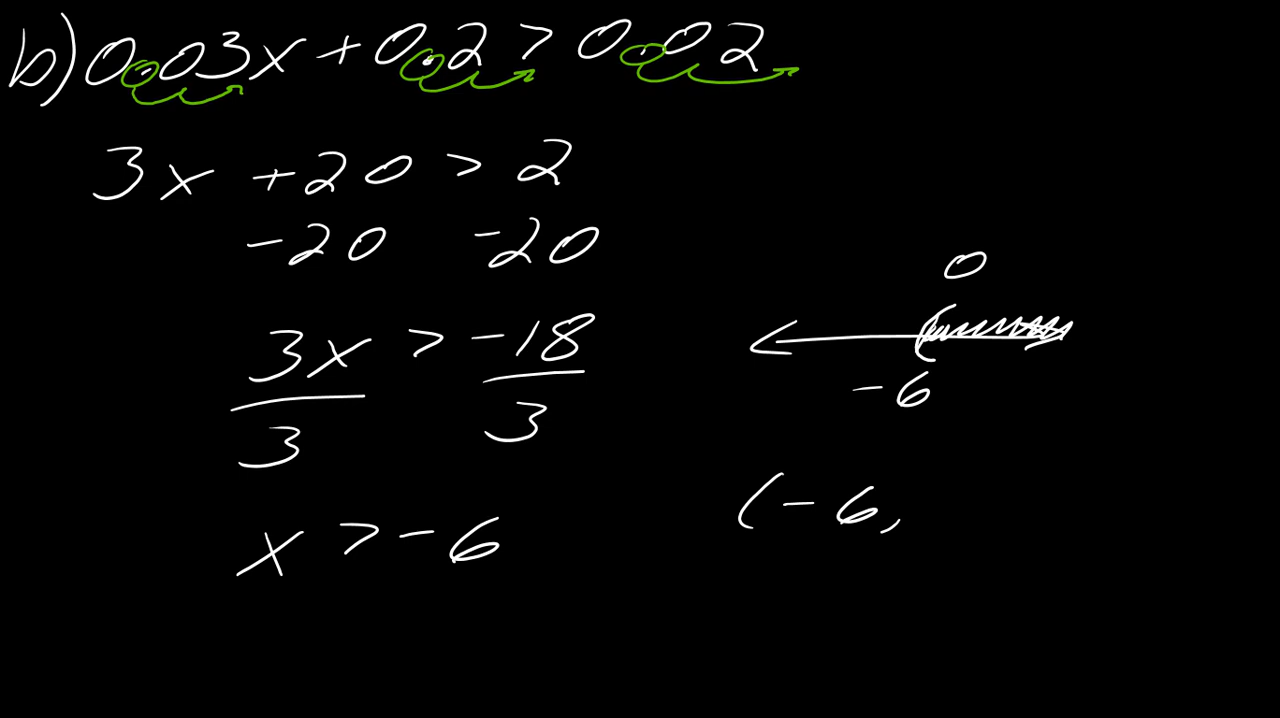 b) 0.03x + 0.2 > 0.02
3x + 20 > 2
-20 -20
3x > -18
3 3
x > -6
0
(
-6
(-6,